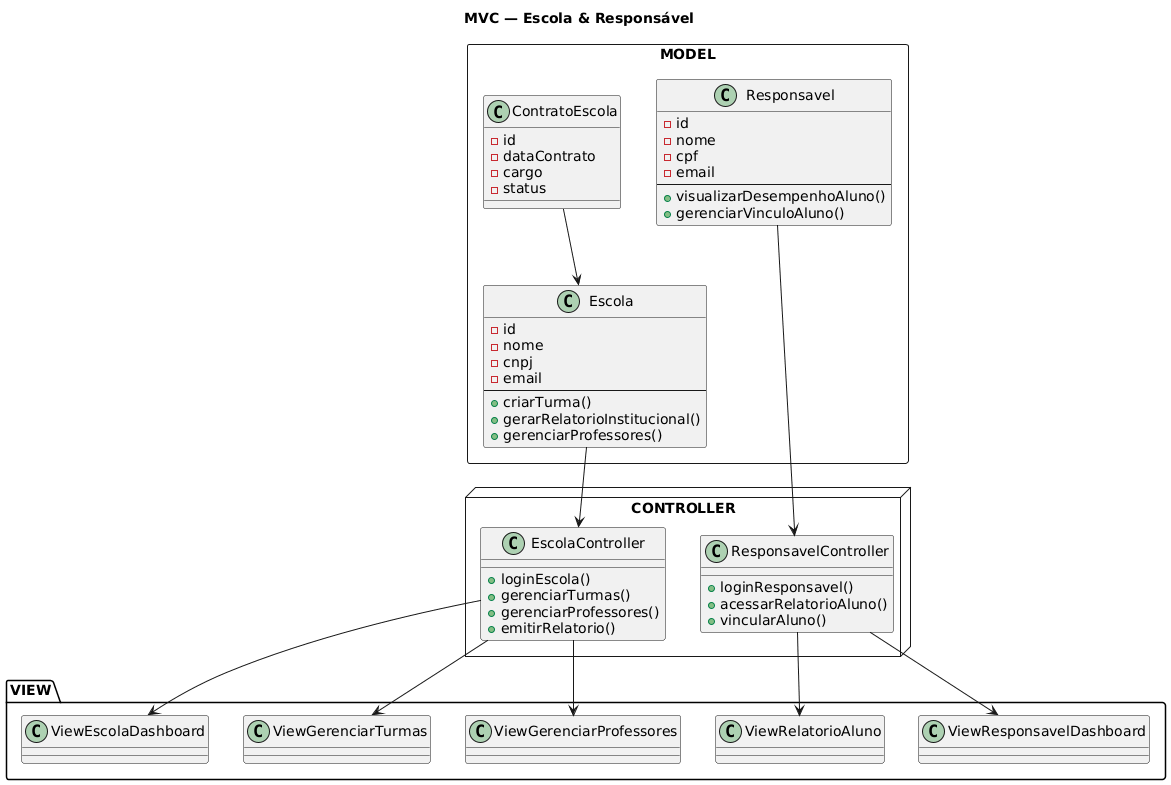 MVC — Escola & Responsável
MODEL
C ContratoEscola
id
dataContrato
cargo
status
C Responsavel
id
nome
cpf
email
visualizarDesempenhoAluno()
gerenciarVinculoAluno()
C Escola
id
nome
cnpj
email
criarTurma()
gerarRelatorioInstitucional()
gerenciarProfessores()
CONTROLLER
C EscolaController
loginEscola()
gerenciarTurmas()
gerenciarProfessores()
emitirRelatorio()
C ResponsavelController
loginResponsavel()
acessarRelatorioAluno()
vincularAluno()
VIEW
C ViewEscolaDashboard
C ViewGerenciarTurmas
C ViewGerenciarProfessores
C ViewRelatorioAluno
C ViewResponsavelDashboard